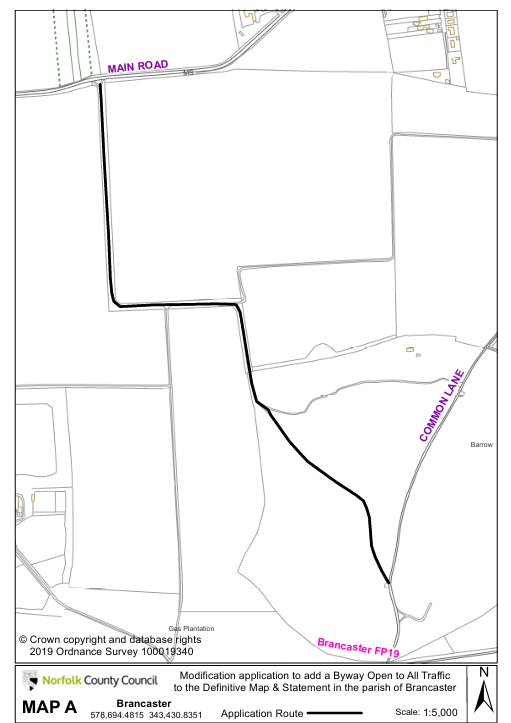 MAIN ROAD
MS
COMMON LANE
Barrow
Gas Plantation
© Crown copyright and database rights
2019 Ordnance Survey 100019340
Brancaster FP19
Norfolk County Council
Modification application to add a Byway Open to All Traffic
to the Definitive Map & Statement in the parish of Brancaster
N
MAP A
Brancaster
578,694.4815 343,430.8351
Application Route
Scale: 1:5,000